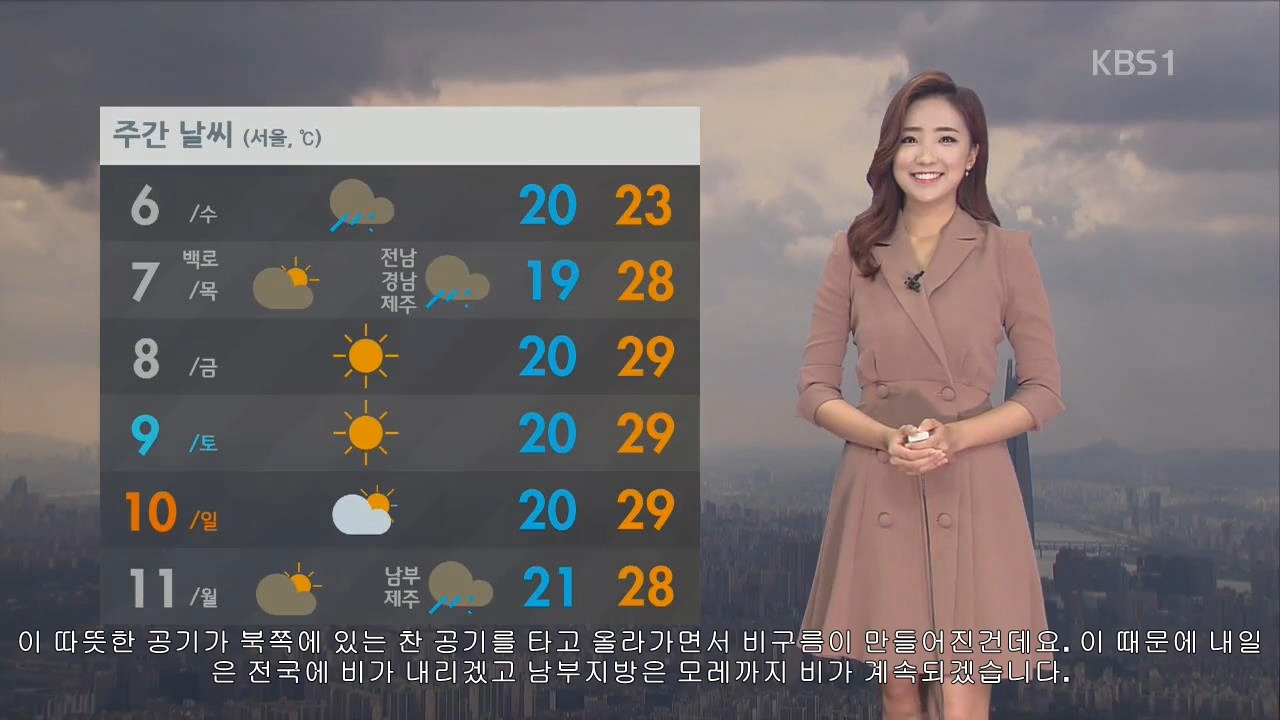 KBS1
주간 날씨 (서울, ℃)
6 /수 20 23
7 백로 /목 전남 경남 제주 19 28
8 /금 20 29
9 /토 20 29
10 /일 20 29
11 /월 남부 제주 21 28
이 따뜻한 공기가 북쪽에 있는 찬 공기를 타고 올라가면서 비구름이 만들어진건데요. 이 때문에 내일
은 전국에 비가 내리겠고 남부지방은 모레까지 비가 계속되겠습니다.